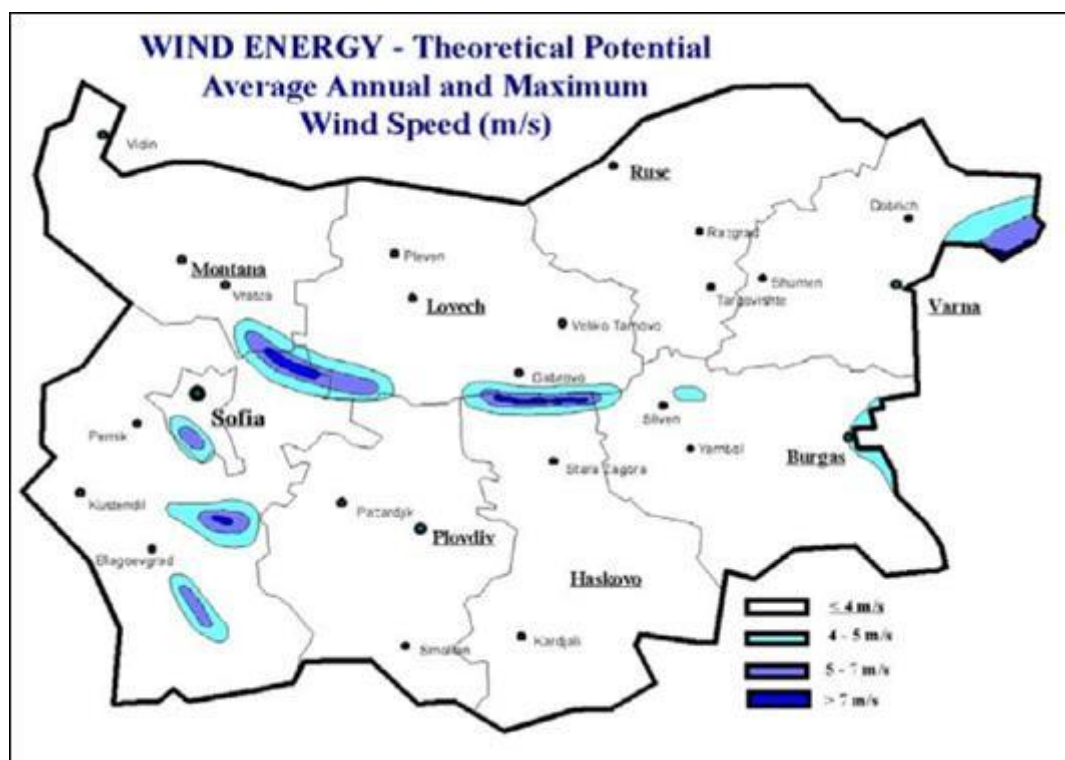 WIND ENERGY - Theoretical Potential
Average Annual and Maximum
Wind Speed (m/s)
Vidin
Ruse
Dobrich
Razgrad
Pleven
Montana
Vratza
Shumen
Targovishte
Varna
Lovech
Veliko Tarnovo
Gabrovo
Sofia
Sliven
Pernik
Yambol
Burgas
Stara Zagora
Kustendil
Pazardjik
Plovdiv
Blagoevgrad
Haskovo
Kardjali
Smolian
≤ 4 m/s
4 - 5 m/s
5 - 7 m/s
> 7 m/s